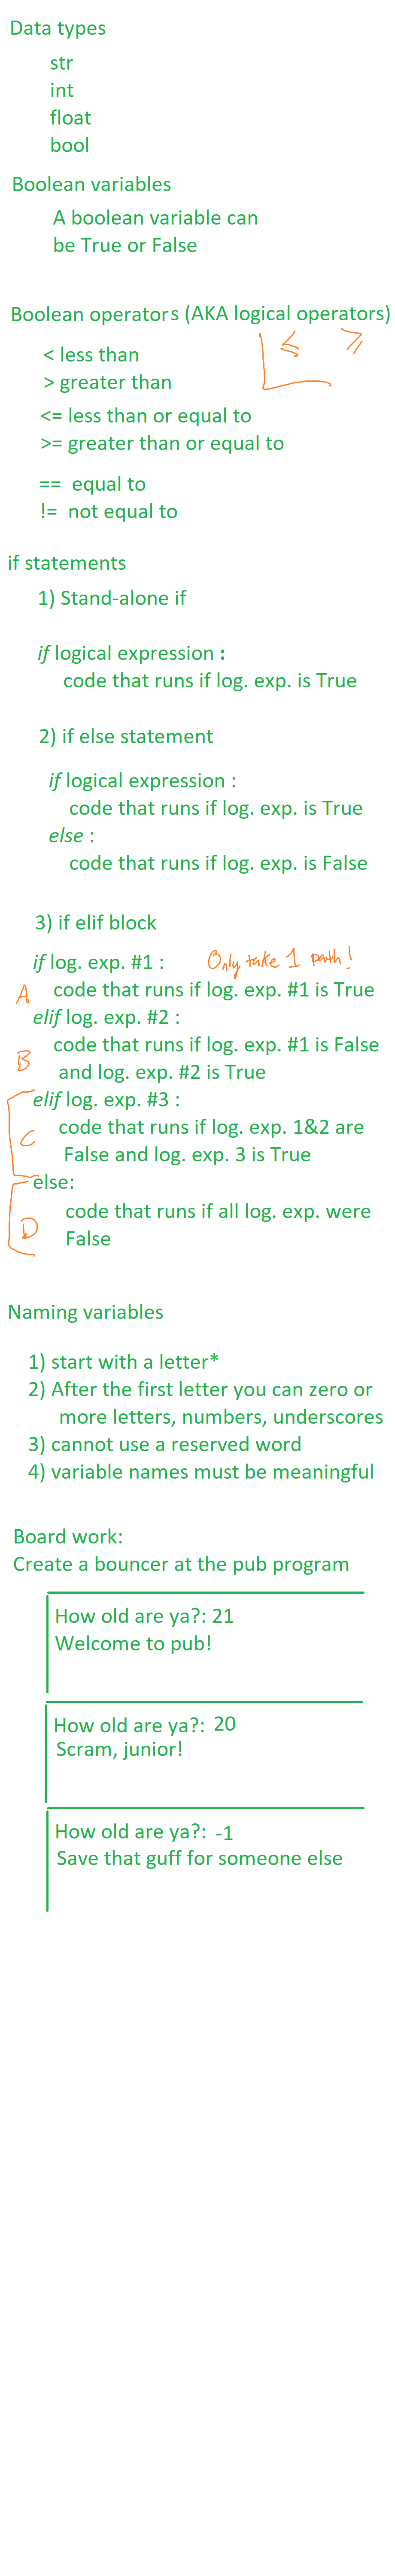 Data types
str
int
float
bool
Boolean variables
A boolean variable can
be True or False
Boolean operators (AKA logical operators)
≤ ≥
< less than
> greater than
<= less than or equal to
>= greater than or equal to
== equal to
!= not equal to
if statements
1) Stand-alone if
if logical expression :
code that runs if log. exp. is True
2) if else statement
if logical expression :
code that runs if log. exp. is True
else :
code that runs if log. exp. is False
3) if elif block
if log. exp. #1 : Only take 1 path!
A code that runs if log. exp. #1 is True
elif log. exp. #2 :
code that runs if log. exp. #1 is False
B and log. exp. #2 is True
elif log. exp. #3 :
C code that runs if log. exp. 1&2 are
False and log. exp. 3 is True
else:
D code that runs if all log. exp. were
False
Naming variables
1) start with a letter*
2) After the first letter you can zero or
more letters, numbers, underscores
3) cannot use a reserved word
4) variable names must be meaningful
Board work:
Create a bouncer at the pub program
How old are ya?: 21
Welcome to pub!
How old are ya?: 20
Scram, junior!
How old are ya?: -1
Save that guff for someone else